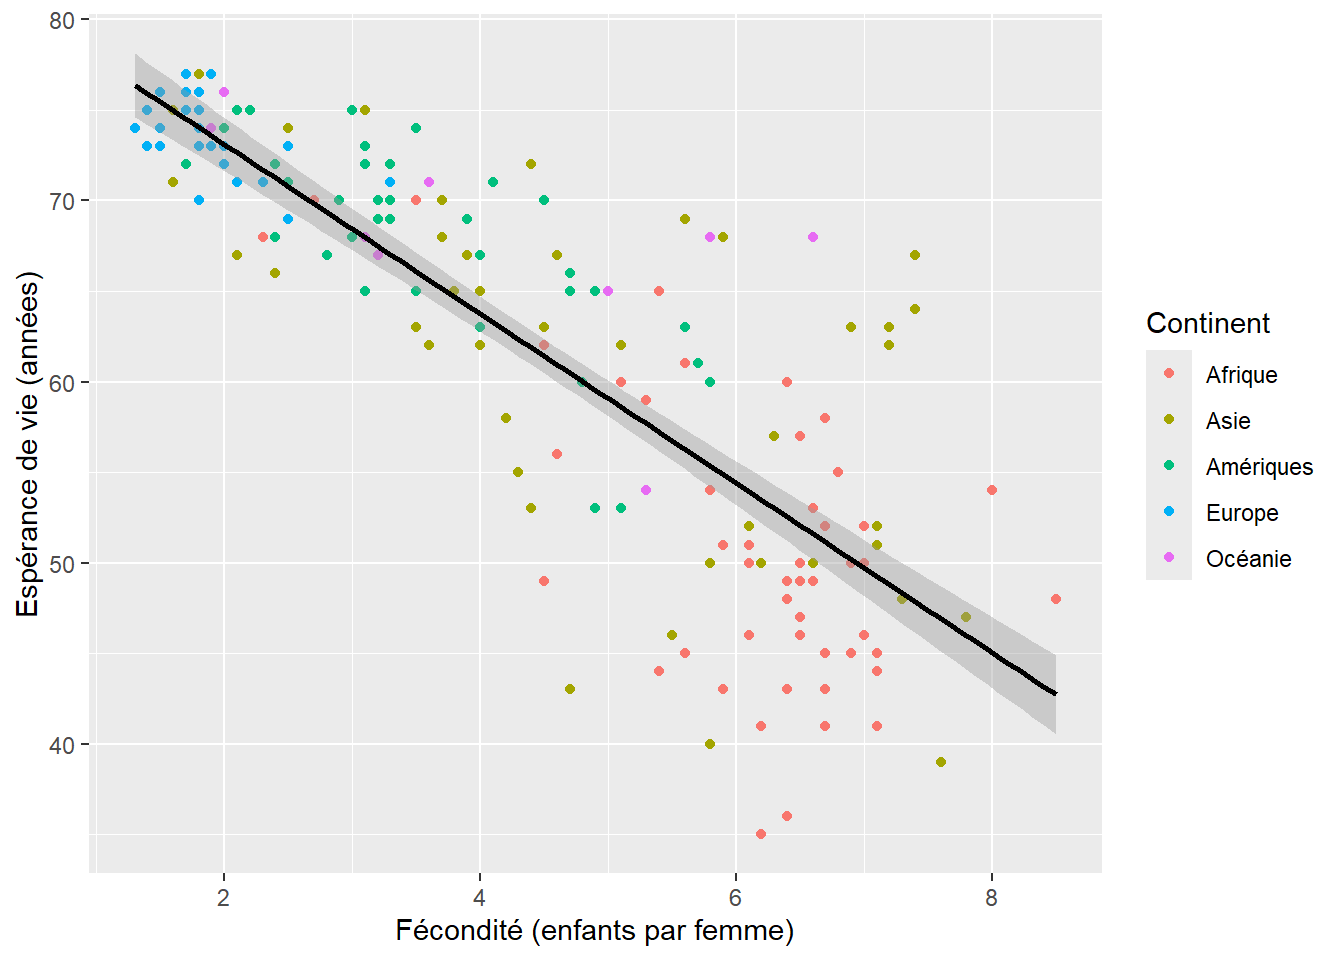 80
70
60
50
40
Espérance de vie (années)
2
4
6
8
Fécondité (enfants par femme)
Continent
Afrique
Asie
Amériques
Europe
Océanie